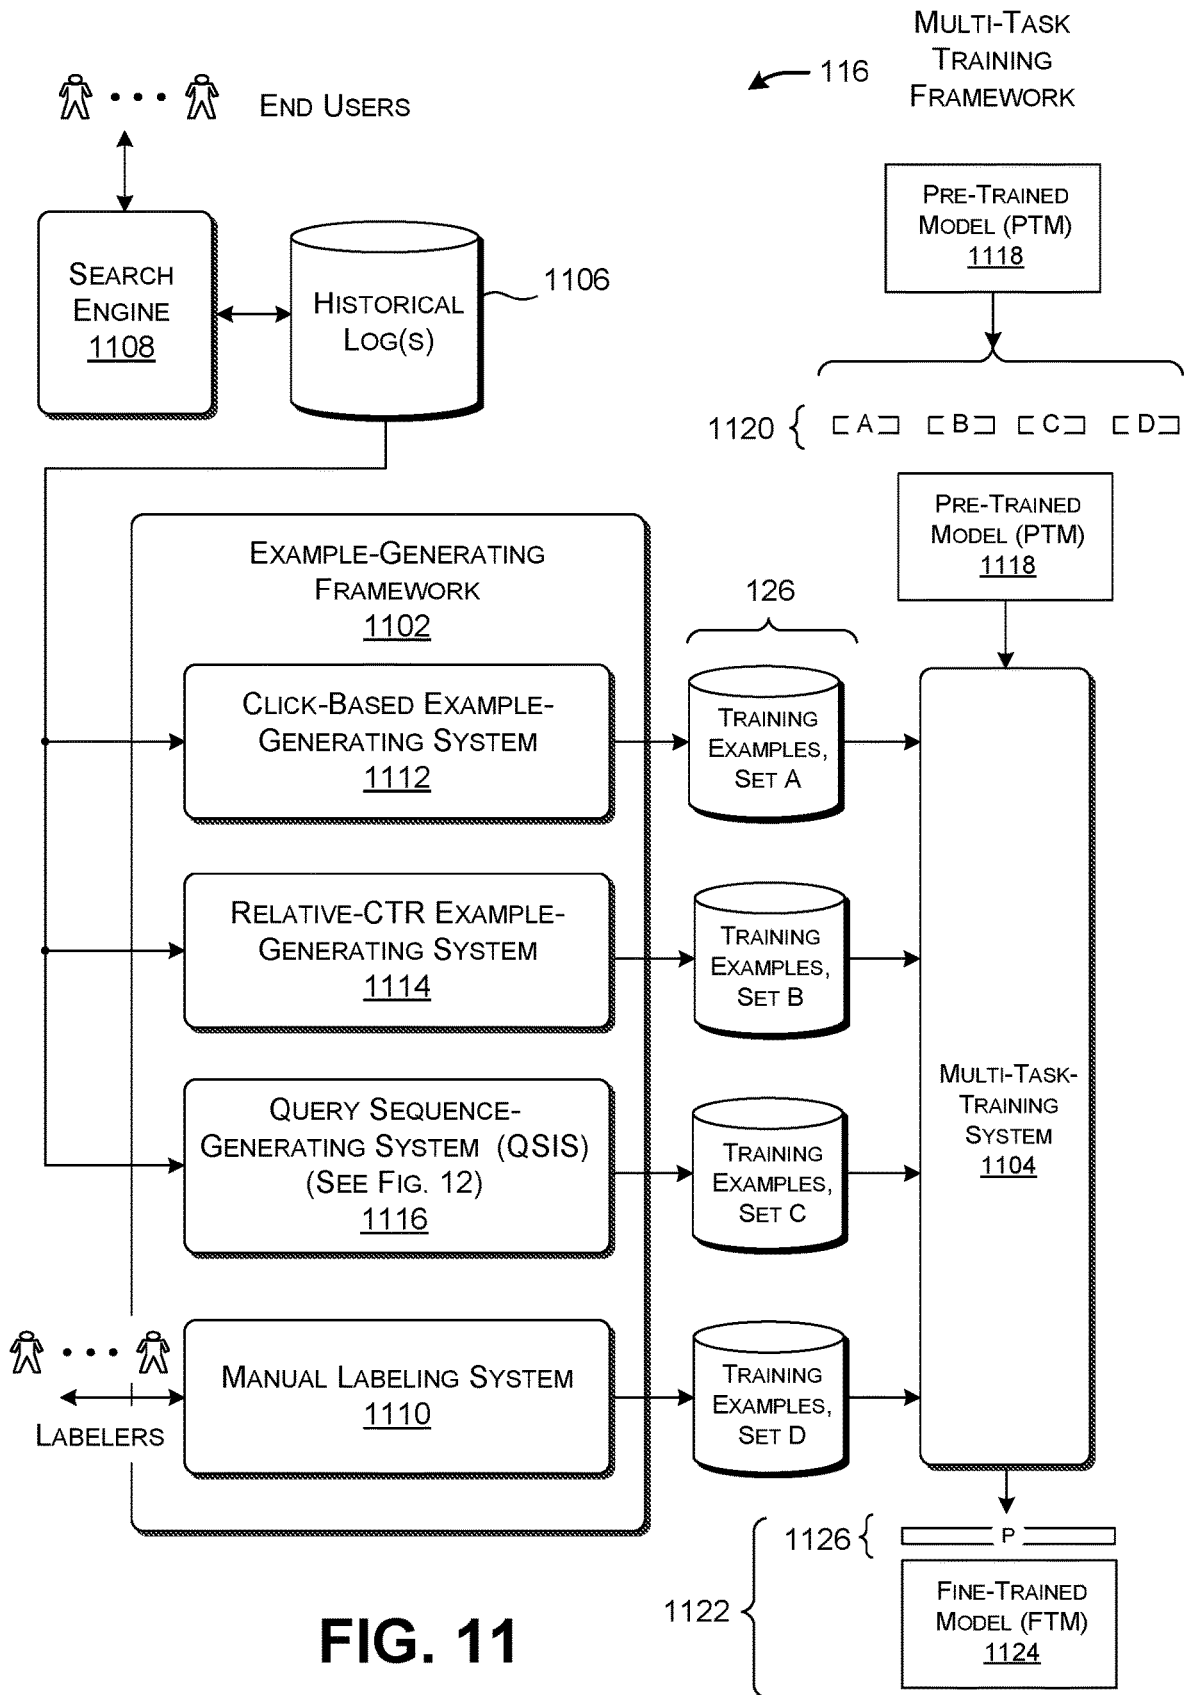 MULTI-TASK
TRAINING
FRAMEWORK
116
END USERS
SEARCH
ENGINE
1108
HISTORICAL
LOG(S)
1106
PRE-TRAINED
MODEL (PTM)
1118
1120
A B C D
PRE-TRAINED
MODEL (PTM)
1118
EXAMPLE-GENERATING
FRAMEWORK
1102
126
CLICK-BASED EXAMPLE-
GENERATING SYSTEM
1112
TRAINING
EXAMPLES,
SET A
RELATIVE-CTR EXAMPLE-
GENERATING SYSTEM
1114
TRAINING
EXAMPLES,
SET B
QUERY SEQUENCE-
GENERATING SYSTEM (QSIS)
(SEE FIG. 12)
1116
TRAINING
EXAMPLES,
SET C
MULTI-TASK-
TRAINING
SYSTEM
1104
LABELERS
MANUAL LABELING SYSTEM
1110
TRAINING
EXAMPLES,
SET D
1126
P
1122
FINE-TRAINED
MODEL (FTM)
1124
FIG. 11